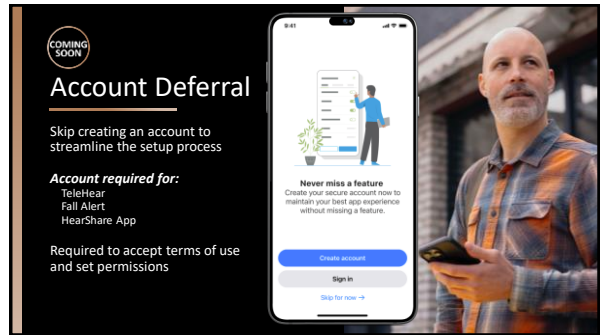 COMING
SOON
Account Deferral
Skip creating an account to
streamline the setup process
Account required for:
TeleHear
Fall Alert
HearShare App
Required to accept terms of use
and set permissions
9:41
Never miss a feature
Create your secure account now to
maintain your best app experience
without missing a feature.
Create account
Sign in
Skip for now →